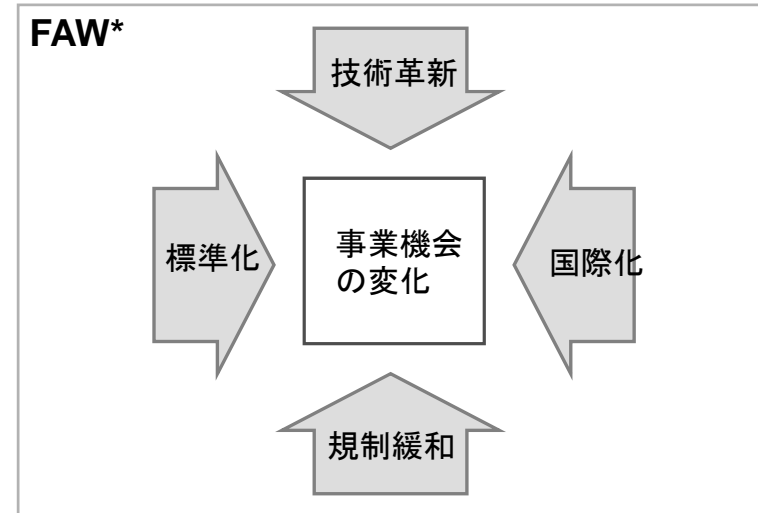 FAW*
技術革新
標準化
事業機会
の変化
国際化
規制緩和